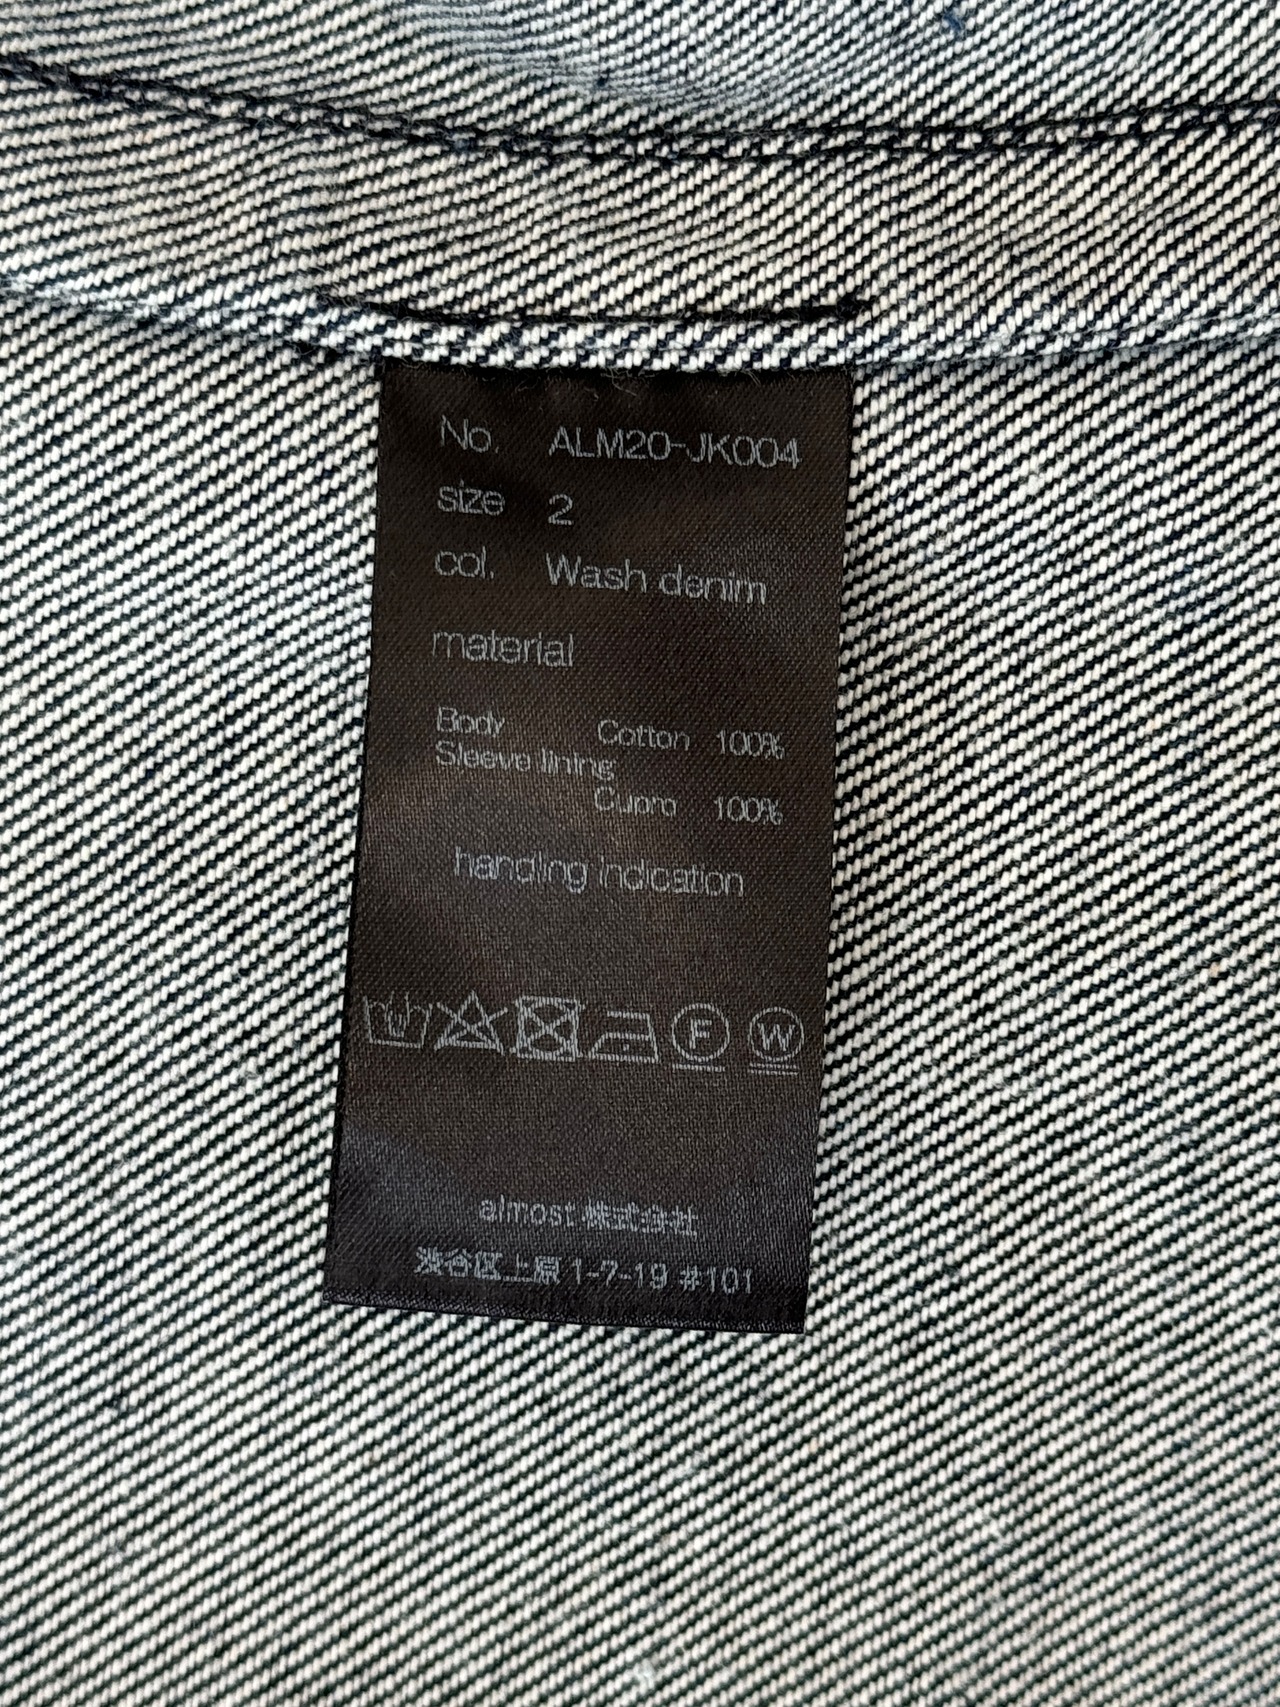 No. ALM20-JK004
size 2
col. Wash denim
material
Body Cotton 100%
Sleeve lining
Cupro 100%
handling indication
F W
almost 株式会社
渋谷区上原 1-7-19 #101